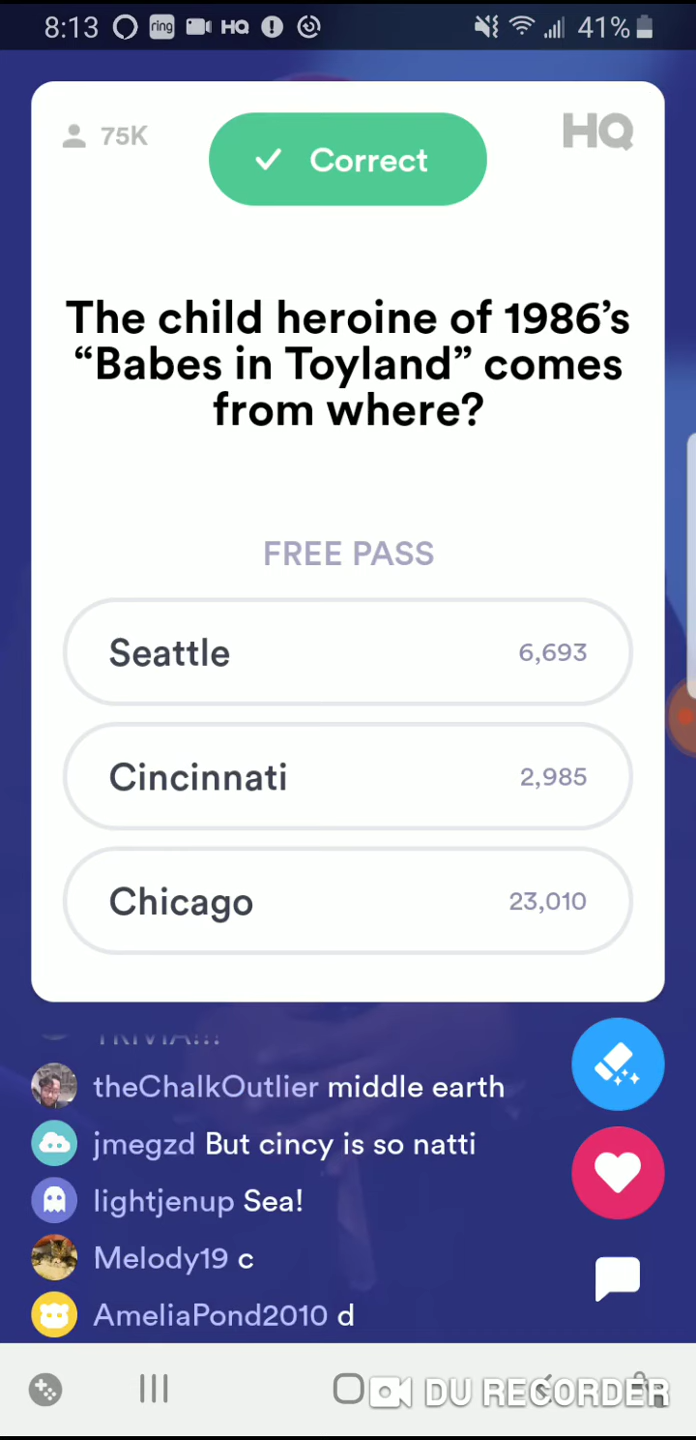 8:13 ring HQ 41%
75K
✓ Correct
HQ
The child heroine of 1986’s
“Babes in Toyland” comes
from where?
FREE PASS
Seattle 6,693
Cincinnati 2,985
Chicago 23,010
TRIVIA!!!
theChalkOutlier middle earth
jmegzd But cincy is so natti
lightjenup Sea!
Melody19 c
AmeliaPond2010 d
DU RECORDER